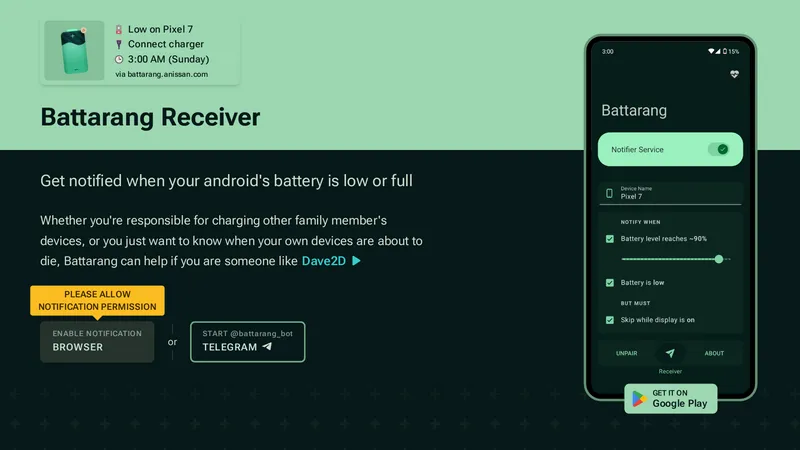 Low on Pixel 7
Connect charger
3:00 AM (Sunday)
via battarang.anissan.com
Battarang Receiver
Get notified when your android's battery is low or full
Whether you're responsible for charging other family member's
devices, or you just want to know when your own devices are about to
die, Battarang can help if you are someone like Dave2D
PLEASE ALLOW
NOTIFICATION PERMISSION
ENABLE NOTIFICATION
BROWSER
or
START @battarang_bot
TELEGRAM
3:00
15%
Battarang
Notifier Service
Device Name
Pixel 7
NOTIFY WHEN
Battery level reaches ~90%
Battery is low
BUT MUST
Skip while display is on
UNPAIR
ABOUT
Receiver
GET IT ON
Google Play